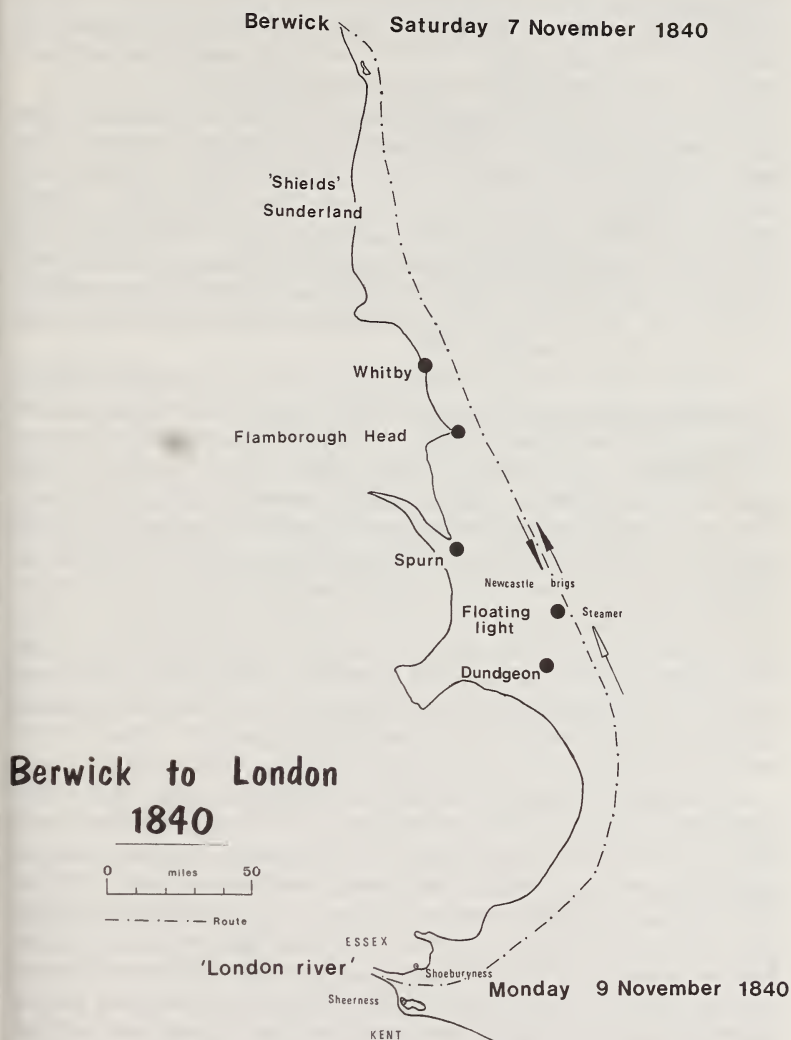 Berwick
Saturday 7 November 1840
'Shields'
Sunderland
Whitby
Flamborough Head
Spurn
Newcastle brigs
Floating
light
Steamer
Dundgeon
Berwick to London
1840
0 miles 50
Route
ESSEX
'London river'
Shoeburyness
Monday 9 November 1840
Sheerness
KENT